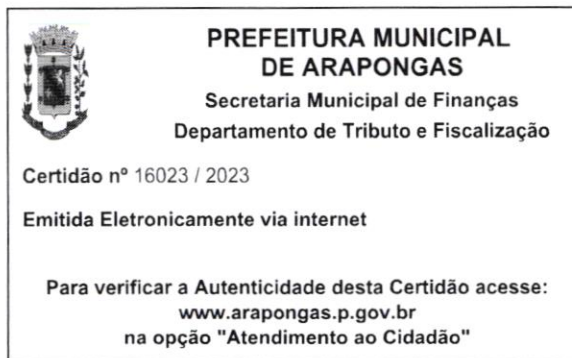 PREFEITURA MUNICIPAL
DE ARAPONGAS
Secretaria Municipal de Finanças
Departamento de Tributo e Fiscalização
Certidão nº 16023 / 2023
Emitida Eletronicamente via internet
Para verificar a Autenticidade desta Certidão acesse:
www.arapongas.p.gov.br
na opção "Atendimento ao Cidadão"